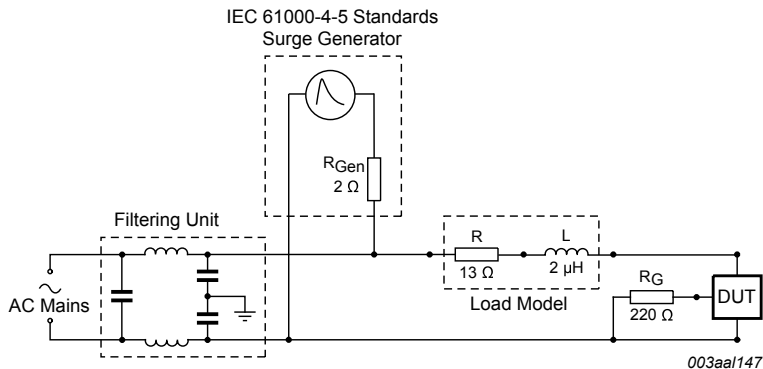 IEC 61000-4-5 Standards
Surge Generator
RGen
2 Ω
Filtering Unit
AC Mains
R
13 Ω
L
2 μH
Load Model
RG
220 Ω
DUT
003aal147